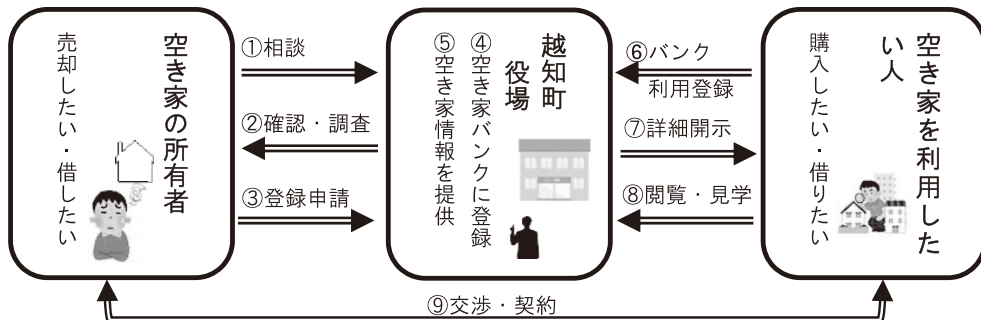 空き家の所有者
売却したい・借したい
①相談
②確認・調査
③登録申請
越知町
役場
④空き家バンクに登録
⑤空き家情報を提供
⑥バンク
利用登録
⑦詳細開示
⑧閲覧・見学
空き家を利用した
い人
購入したい・借りたい
⑨交渉・契約